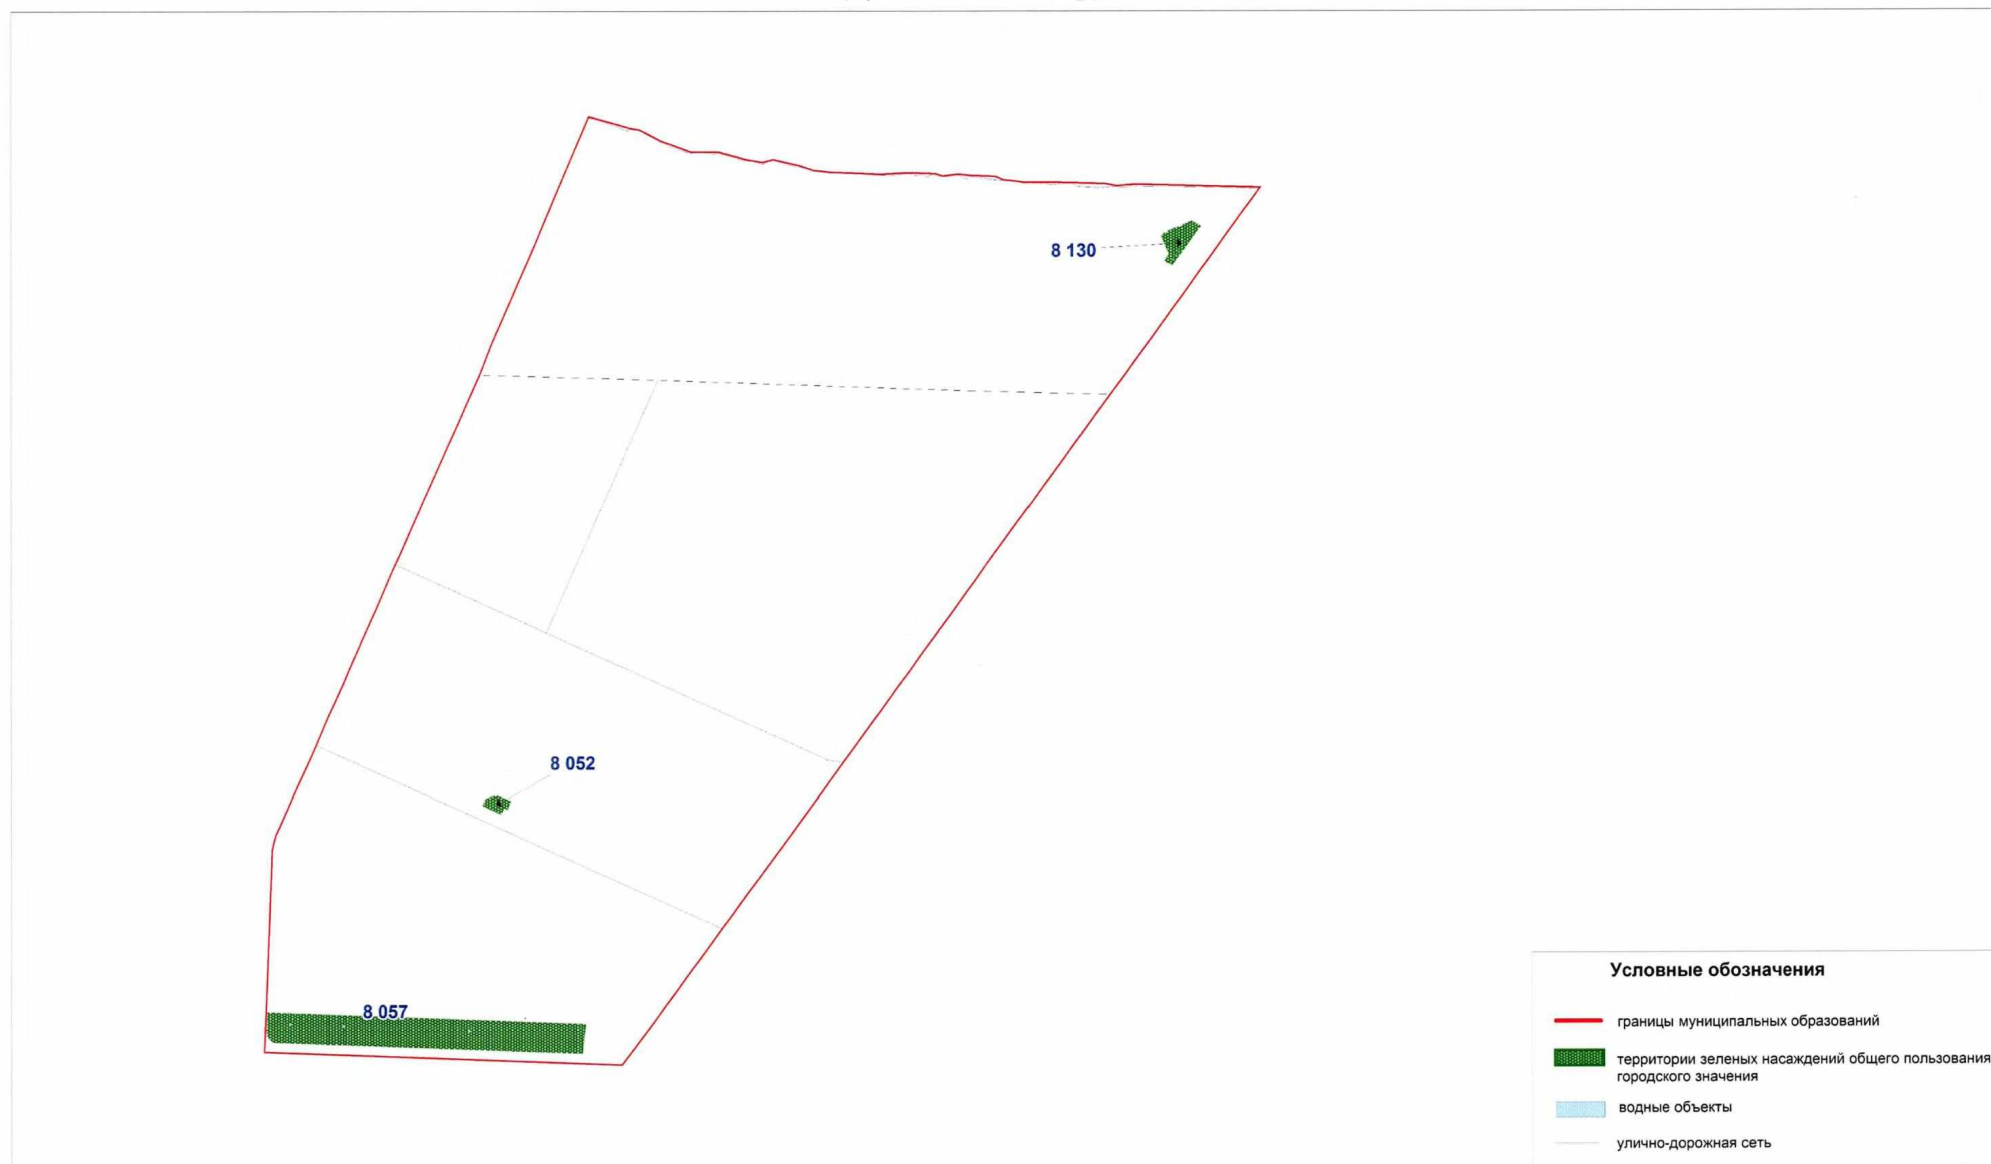 8 130
8 052
8 057
Условные обозначения
границы муниципальных образований
территории зеленых насаждений общего пользования
городского значения
водные объекты
улично-дорожная сеть